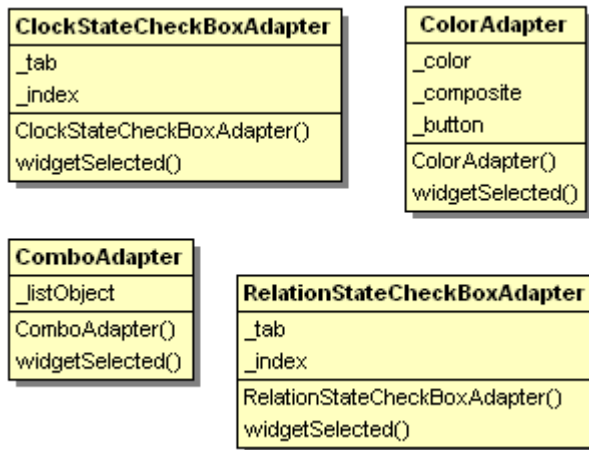 ClockStateCheckBoxAdapter
_tab
_index
ClockStateCheckBoxAdapter()
widgetSelected()
ColorAdapter
_color
_composite
_button
ColorAdapter()
widgetSelected()
ComboAdapter
_listObject
ComboAdapter()
widgetSelected()
RelationStateCheckBoxAdapter
_tab
_index
RelationStateCheckBoxAdapter()
widgetSelected()